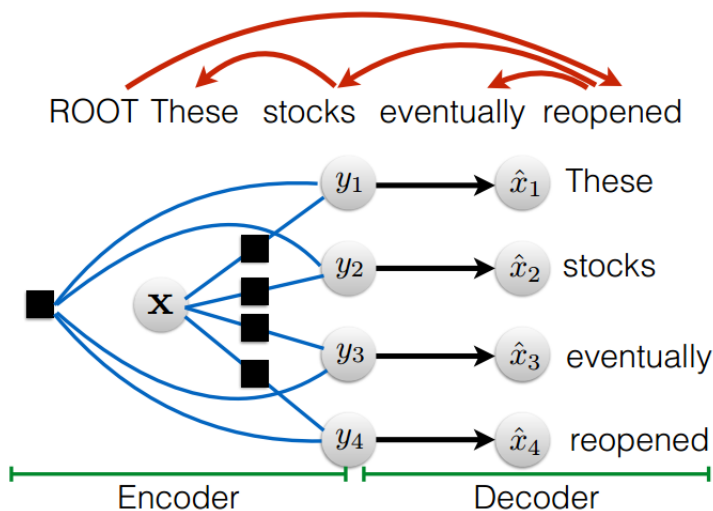 ROOT These stocks eventually reopened
y₁ x̂₁ These
y₂ x̂₂ stocks
x
y₃ x̂₃ eventually
y₄ x̂₄ reopened
Encoder Decoder